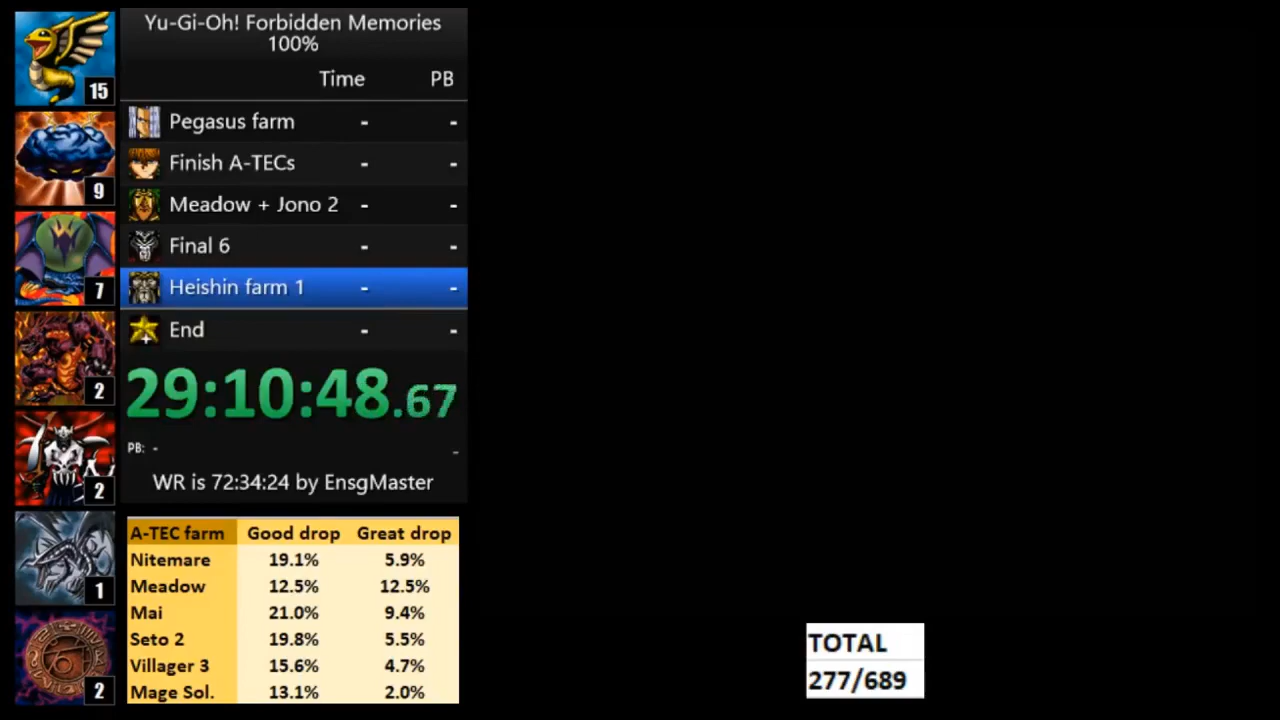 Yu-Gi-Oh! Forbidden Memories
100%
Time PB
Pegasus farm - -
Finish A-TECs - -
Meadow + Jono 2 - -
Final 6 - -
Heishin farm 1 - -
End - -
29:10:48.67
PB: - -
WR is 72:34:24 by EnsgMaster
15
9
7
2
2
1
2
A-TEC farm Good drop Great drop
Nitemare 19.1% 5.9%
Meadow 12.5% 12.5%
Mai 21.0% 9.4%
Seto 2 19.8% 5.5%
Villager 3 15.6% 4.7%
Mage Sol. 13.1% 2.0%
TOTAL
277/689